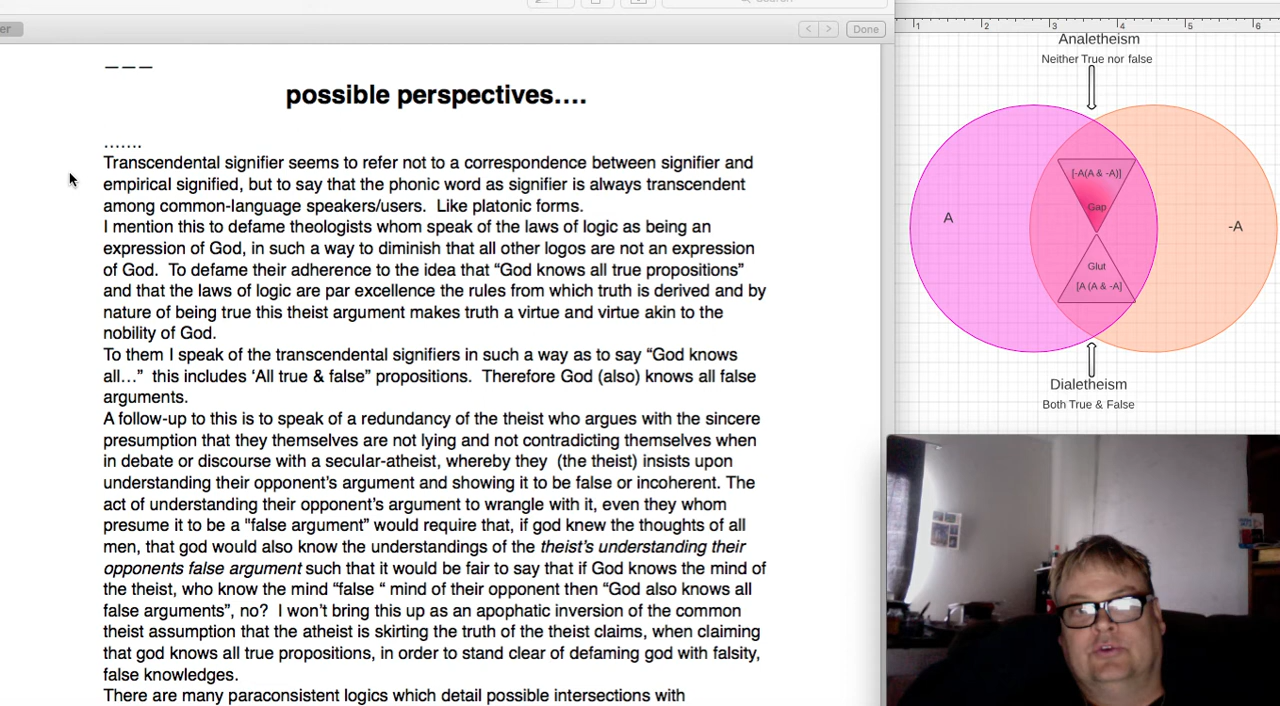 er
Search
Done
— — —
possible perspectives....
.......
Transcendental signifier seems to refer not to a correspondence between signifier and
empirical signified, but to say that the phonic word as signifier is always transcendent
among common-language speakers/users.  Like platonic forms.
I mention this to defame theologists whom speak of the laws of logic as being an
expression of God, in such a way to diminish that all other logos are not an expression
of God.  To defame their adherence to the idea that “God knows all true propositions”
and that the laws of logic are par excellence the rules from which truth is derived and by
nature of being true this theist argument makes truth a virtue and virtue akin to the
nobility of God.
To them I speak of the transcendental signifiers in such a way as to say “God knows
all…”  this includes ‘All true & false” propositions.  Therefore God (also) knows all false
arguments.
A follow-up to this is to speak of a redundancy of the theist who argues with the sincere
presumption that they themselves are not lying and not contradicting themselves when
in debate or discourse with a secular-atheist, whereby they  (the theist) insists upon
understanding their opponent’s argument and showing it to be false or incoherent. The
act of understanding their opponent’s argument to wrangle with it, even they whom
presume it to be a “false argument” would require that, if god knew the thoughts of all
men, that god would also know the understandings of the theist’s understanding their
opponents false argument such that it would be fair to say that if God knows the mind of
the theist, who know the mind “false “ mind of their opponent then “God also knows all
false arguments”, no?  I won’t bring this up as an apophatic inversion of the common
theist assumption that the atheist is skirting the truth of the theist claims, when claiming
that god knows all true propositions, in order to stand clear of defaming god with falsity,
false knowledges.
There are many paraconsistent logics which detail possible intersections with
1 2 3 4 5 6
Analetheism
Neither True nor false
[-A(A & -A)]
Gap
A
-A
Glut
[A (A & -A]
Dialetheism
Both True & False